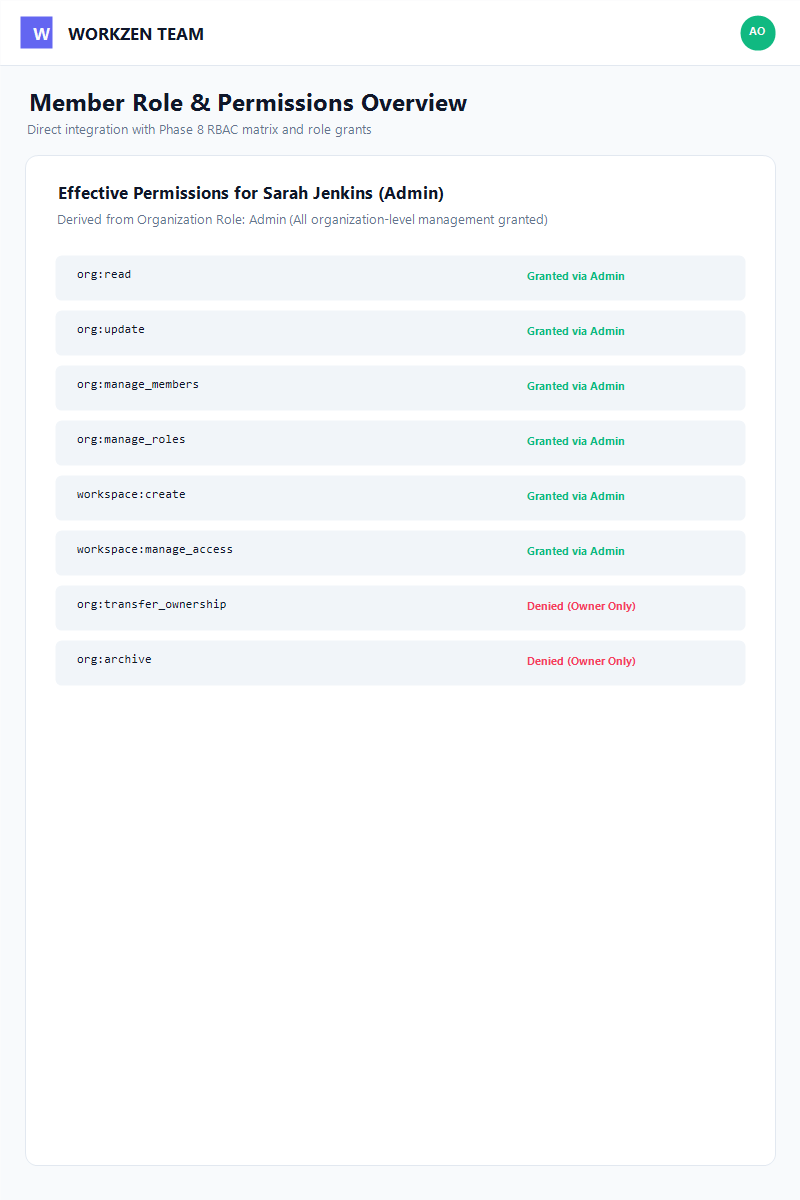 W WORKZEN TEAM AO
Member Role & Permissions Overview
Direct integration with Phase 8 RBAC matrix and role grants
Effective Permissions for Sarah Jenkins (Admin)
Derived from Organization Role: Admin (All organization-level management granted)
org:read Granted via Admin
org:update Granted via Admin
org:manage_members Granted via Admin
org:manage_roles Granted via Admin
workspace:create Granted via Admin
workspace:manage_access Granted via Admin
org:transfer_ownership Denied (Owner Only)
org:archive Denied (Owner Only)